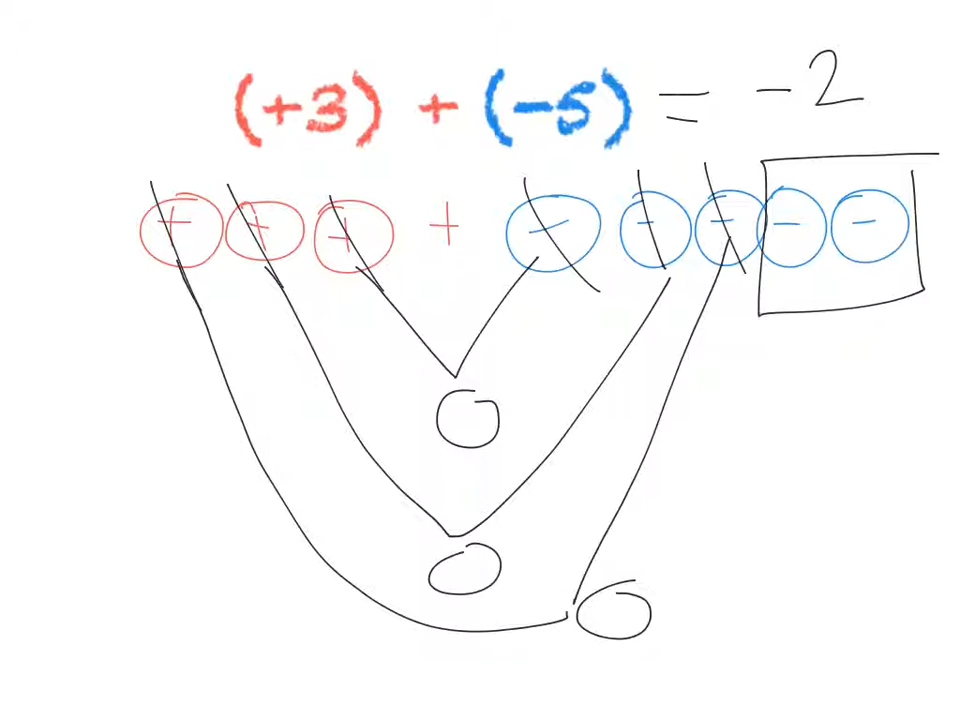 (+3) + (-5) = -2
+ + + + - - - - -
0
0
0